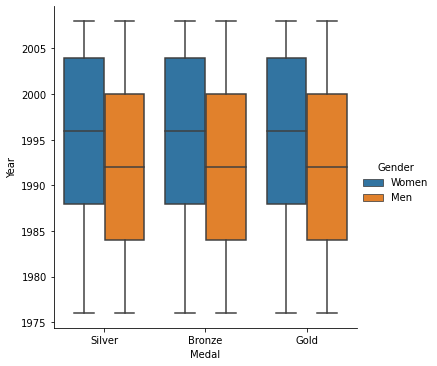 Year
2005
2000
1995
1990
1985
1980
1975
Silver Bronze Gold
Medal
Gender
Women
Men